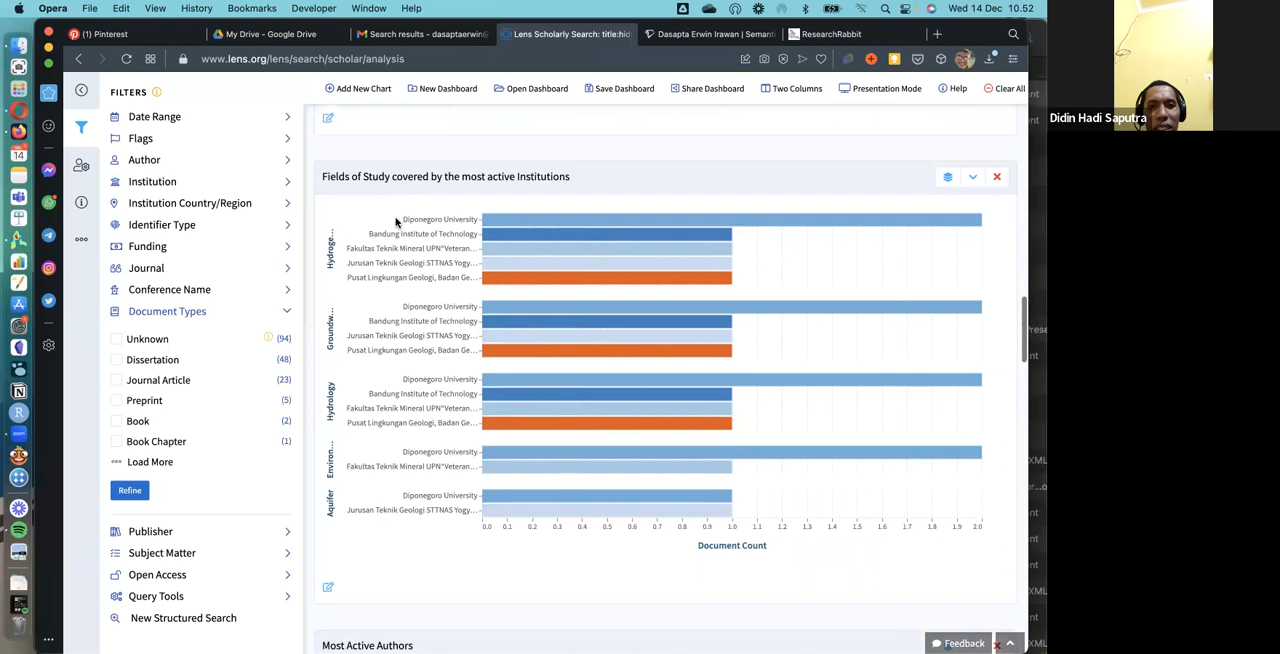 Opera File Edit View History Bookmarks Developer Window Help Wed 14 Dec 10.52
(1) Pinterest
My Drive - Google Drive
Search results - dasaptaerwin@
Lens Scholarly Search: title:hid
Dasapta Erwin Irawan | Semant
ResearchRabbit
www.lens.org/lens/search/scholar/analysis
FILTERS
Add New Chart New Dashboard Open Dashboard Save Dashboard Share Dashboard Two Columns Presentation Mode Help Clear All
Date Range
Flags
Author
Institution
Institution Country/Region
Identifier Type
Funding
Journal
Conference Name
Document Types
Unknown (94)
Dissertation (48)
Journal Article (23)
Preprint (5)
Book (2)
Book Chapter (1)
Load More
Refine
Publisher
Subject Matter
Open Access
Query Tools
New Structured Search
Fields of Study covered by the most active Institutions
Hydroge...
Diponegoro University
Bandung Institute of Technology
Fakultas Teknik Mineral UPN"Veteran...
Jurusan Teknik Geologi STTNAS Yogy...
Pusat Lingkungan Geologi, Badan Ge...
Groundw...
Diponegoro University
Bandung Institute of Technology
Jurusan Teknik Geologi STTNAS Yogy...
Pusat Lingkungan Geologi, Badan Ge...
Hydrology
Diponegoro University
Bandung Institute of Technology
Fakultas Teknik Mineral UPN"Veteran...
Pusat Lingkungan Geologi, Badan Ge...
Environ...
Diponegoro University
Fakultas Teknik Mineral UPN"Veteran...
Aquifer
Diponegoro University
Jurusan Teknik Geologi STTNAS Yogy...
0.0 0.1 0.2 0.3 0.4 0.5 0.6 0.7 0.8 0.9 1.0 1.1 1.2 1.3 1.4 1.5 1.6 1.7 1.8 1.9 2.0
Document Count
Most Active Authors
Feedback
Didin Hadi Saputra